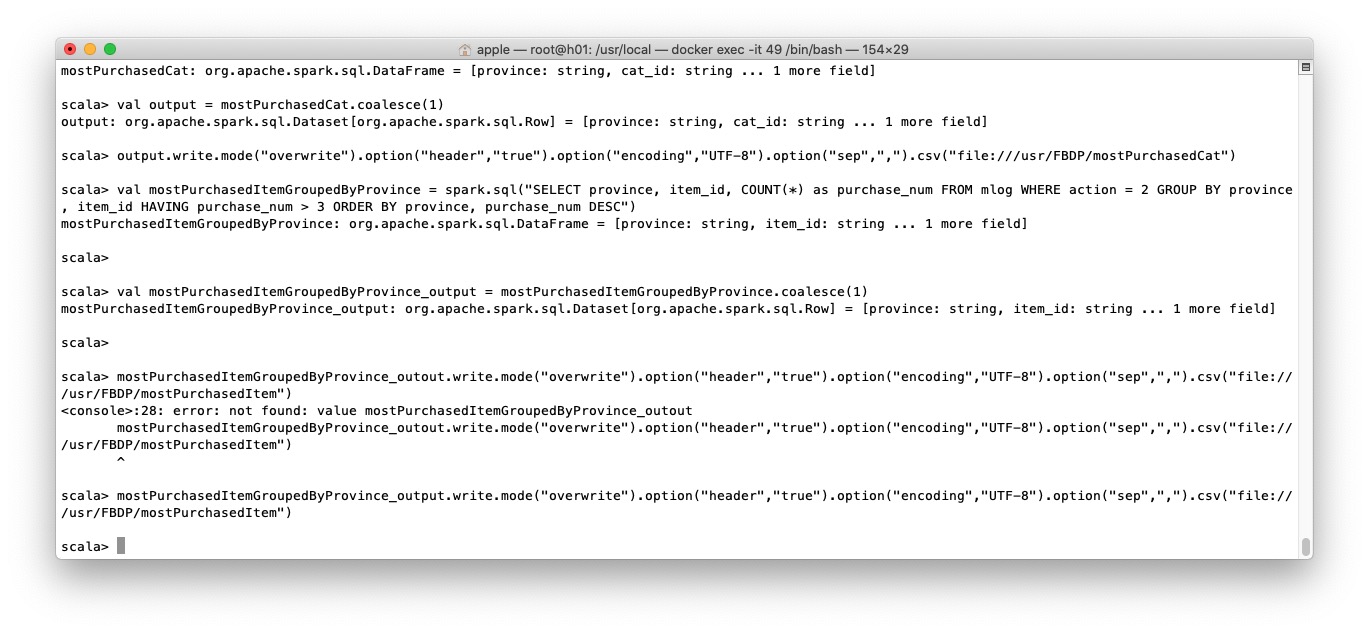 apple — root@h01: /usr/local — docker exec -it 49 /bin/bash — 154×29
mostPurchasedCat: org.apache.spark.sql.DataFrame = [province: string, cat_id: string ... 1 more field]
scala> val output = mostPurchasedCat.coalesce(1)
output: org.apache.spark.sql.Dataset[org.apache.spark.sql.Row] = [province: string, cat_id: string ... 1 more field]
scala> output.write.mode("overwrite").option("header","true").option("encoding","UTF-8").option("sep",",").csv("file:///usr/FBDP/mostPurchasedCat")
scala> val mostPurchasedItemGroupedByProvince = spark.sql("SELECT province, item_id, COUNT(*) as purchase_num FROM mlog WHERE action = 2 GROUP BY province
, item_id HAVING purchase_num > 3 ORDER BY province, purchase_num DESC")
mostPurchasedItemGroupedByProvince: org.apache.spark.sql.DataFrame = [province: string, item_id: string ... 1 more field]
scala>
scala> val mostPurchasedItemGroupedByProvince_output = mostPurchasedItemGroupedByProvince.coalesce(1)
mostPurchasedItemGroupedByProvince_output: org.apache.spark.sql.Dataset[org.apache.spark.sql.Row] = [province: string, item_id: string ... 1 more field]
scala>
scala> mostPurchasedItemGroupedByProvince_outout.write.mode("overwrite").option("header","true").option("encoding","UTF-8").option("sep",",").csv("file://
/usr/FBDP/mostPurchasedItem")
<console>:28: error: not found: value mostPurchasedItemGroupedByProvince_outout
mostPurchasedItemGroupedByProvince_outout.write.mode("overwrite").option("header","true").option("encoding","UTF-8").option("sep",",").csv("file://
/usr/FBDP/mostPurchasedItem")
^
scala> mostPurchasedItemGroupedByProvince_output.write.mode("overwrite").option("header","true").option("encoding","UTF-8").option("sep",",").csv("file://
/usr/FBDP/mostPurchasedItem")
scala>